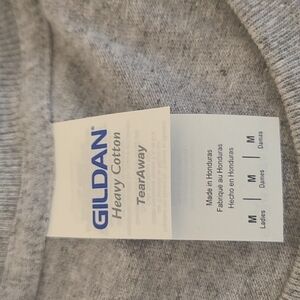 GILDAN®
Heavy Cotton
TearAway
Made in Honduras
Fabriqué au Honduras
Hecho en Honduras
M | M | M
Ladies Dames Damas